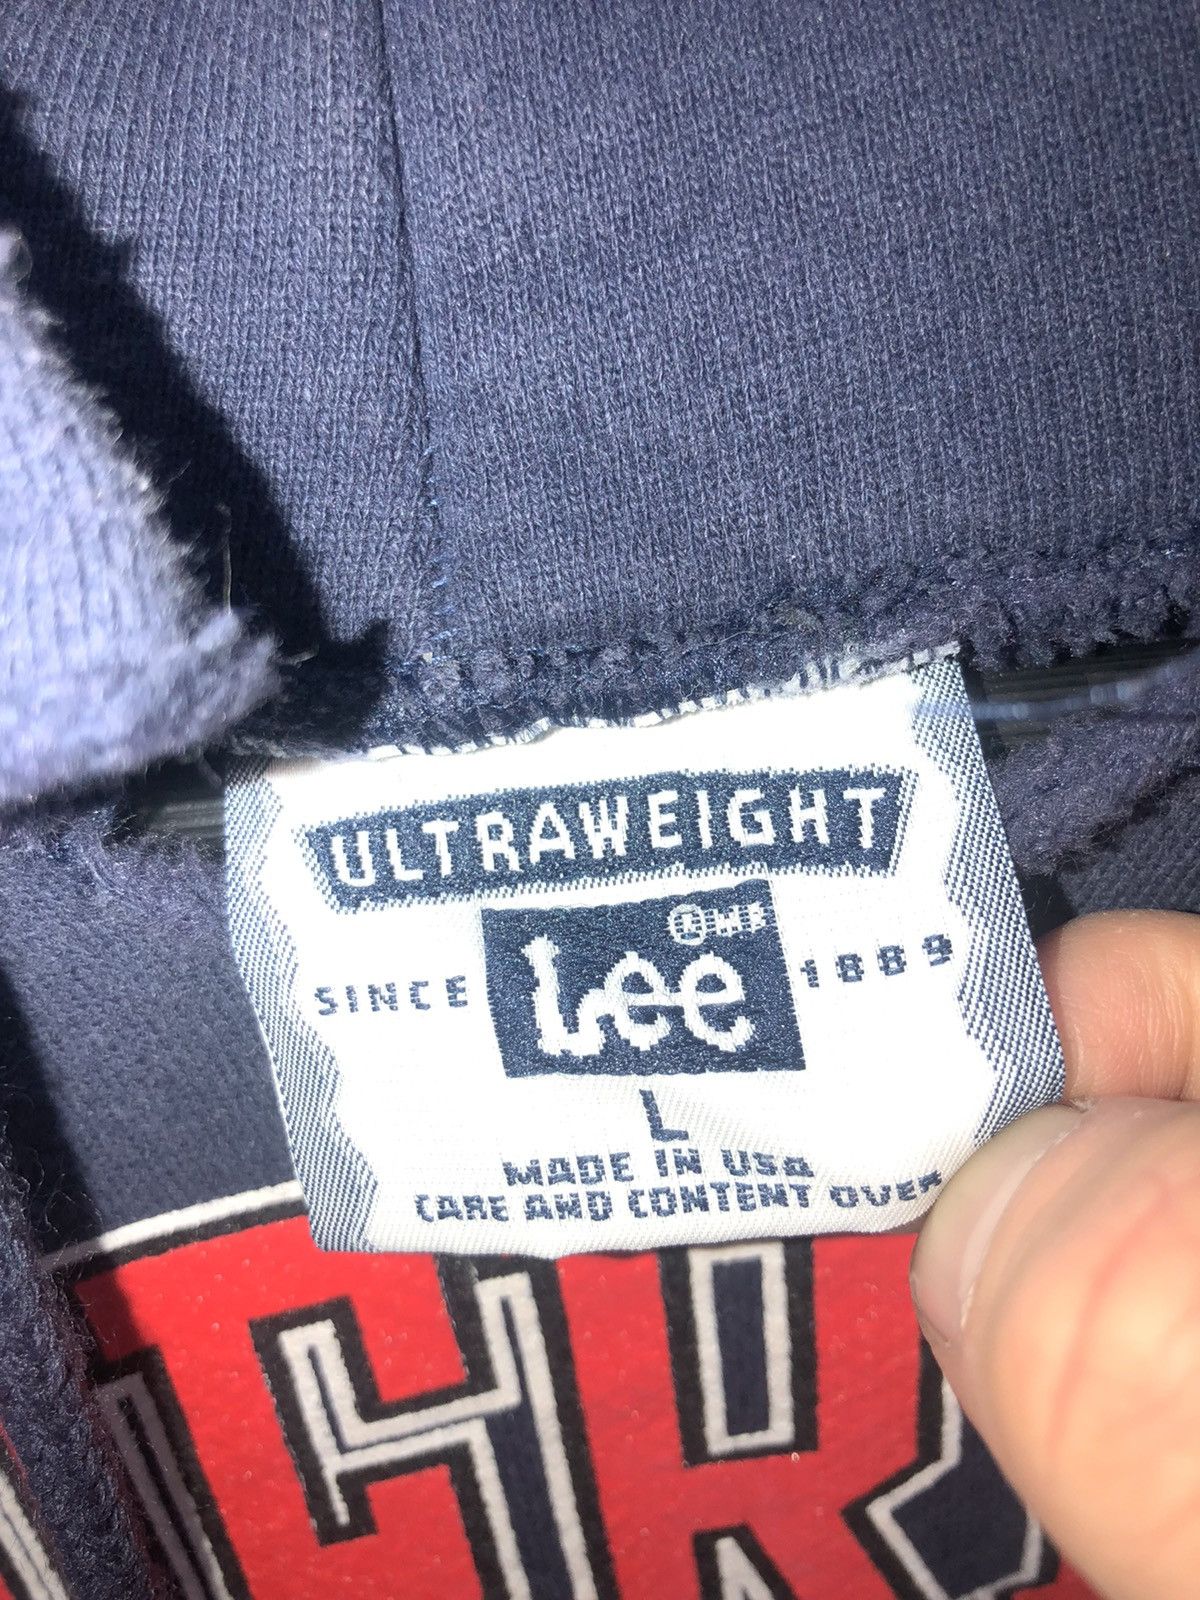 ULTRAWEIGHT
SINCE Lee 1889
L
MADE IN USA
CARE AND CONTENT OVER